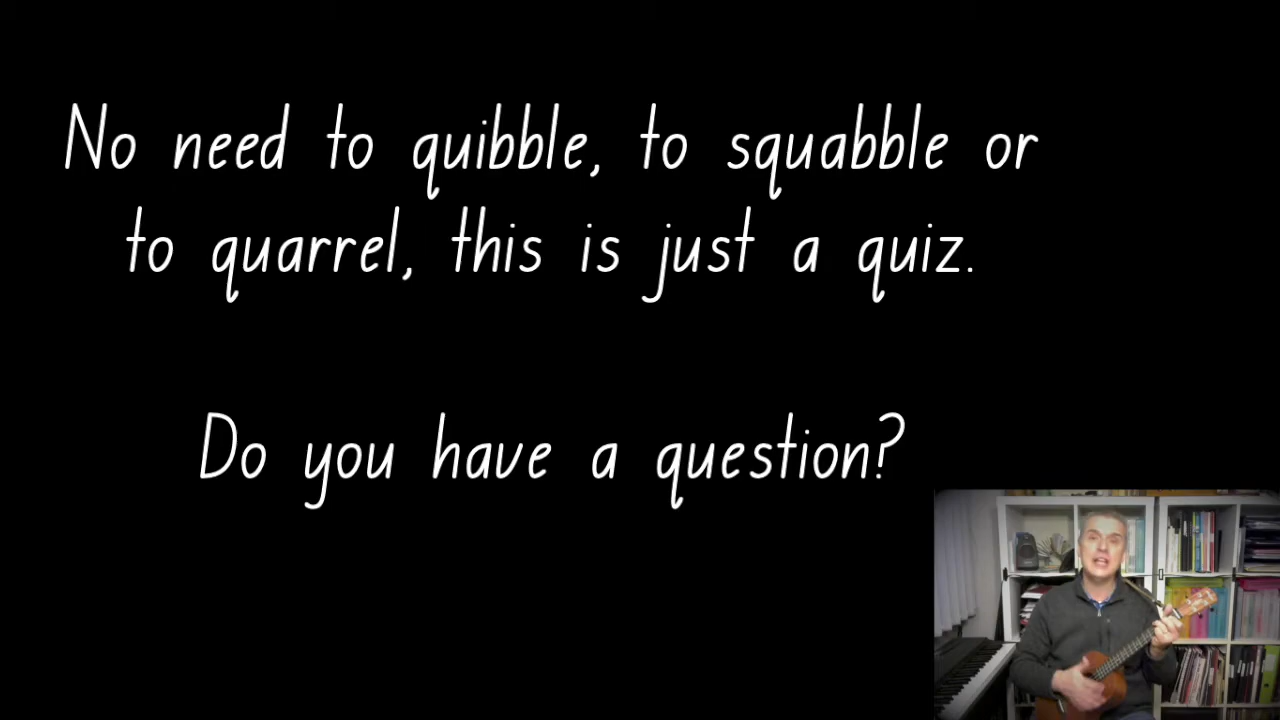 No need to quibble, to squabble or
to quarrel, this is just a quiz.
Do you have a question?